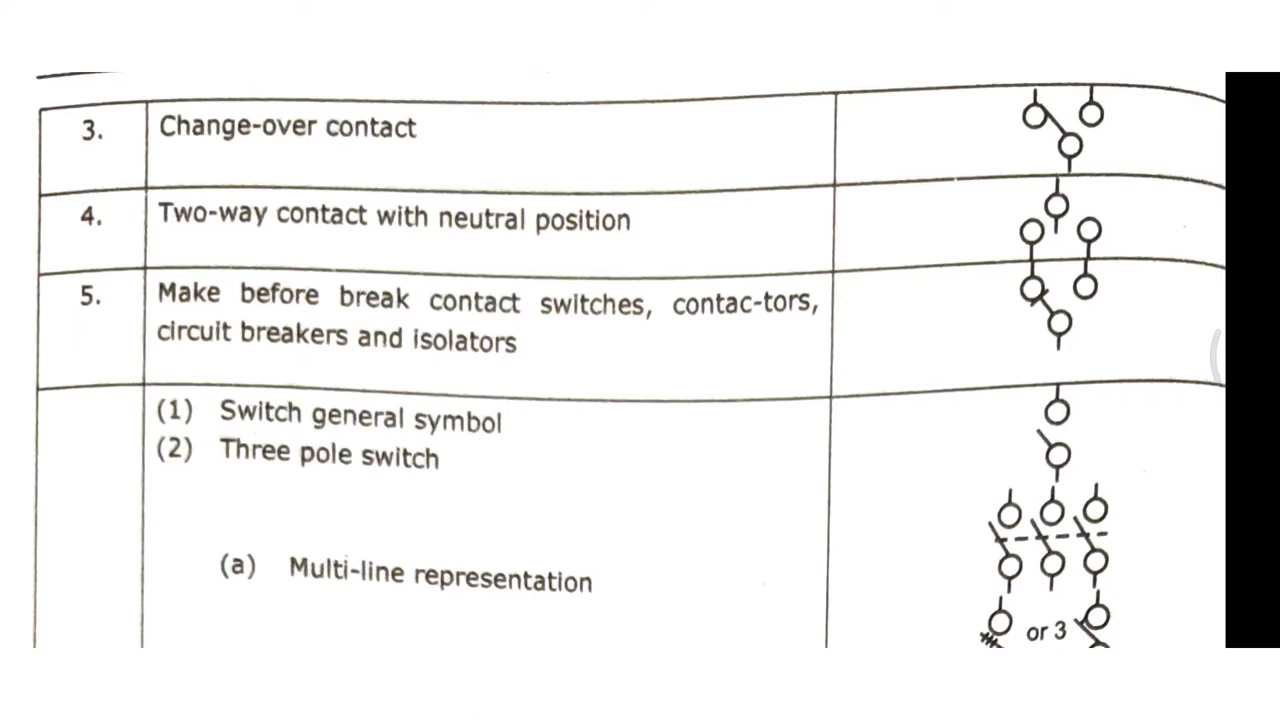 3. Change-over contact
4. Two-way contact with neutral position
5. Make before break contact switches, contac-tors,
circuit breakers and isolators
(1) Switch general symbol
(2) Three pole switch
(a) Multi-line representation
or 3